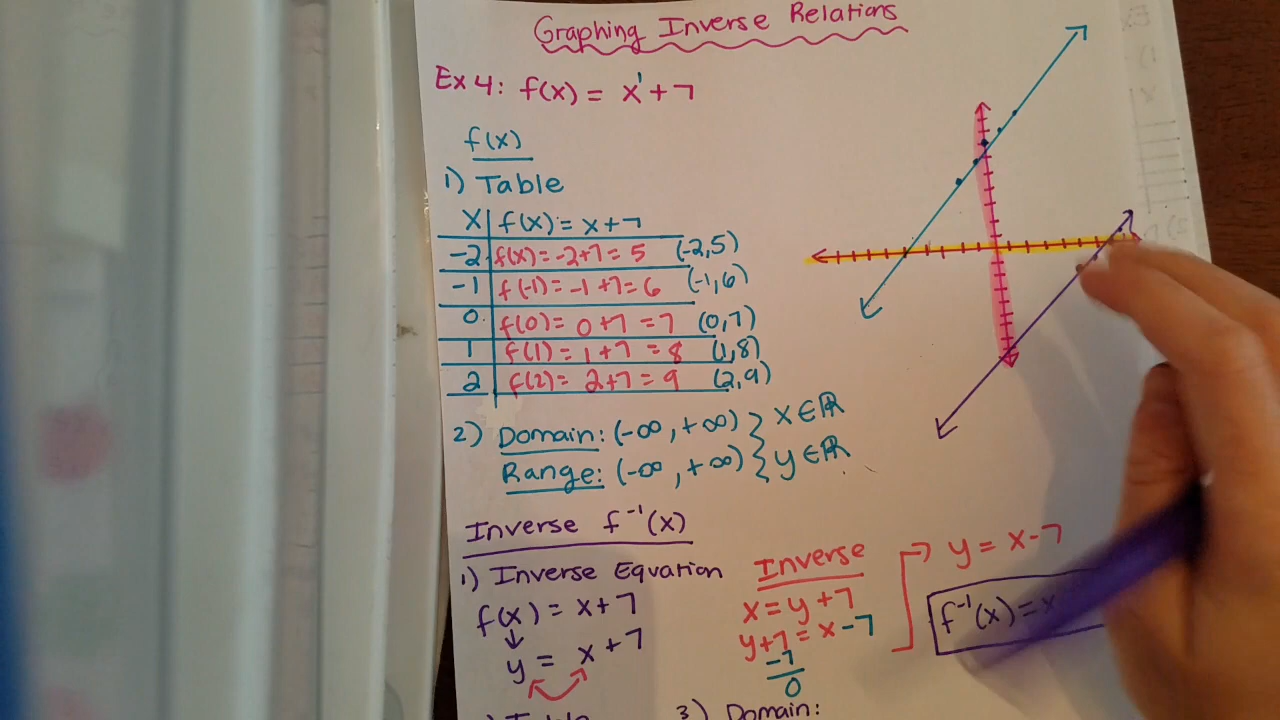 Graphing Inverse Relations
Ex 4: f(x) = x¹ + 7
f(x)
1) Table
x | f(x) = x + 7
-2 | f(x) = -2+7 = 5 (-2,5)
-1 | f(-1) = -1 +7 = 6 (-1,6)
0 | f(0) = 0+7 = 7 (0,7)
1 | f(1) = 1+7 = 8 (1,8)
2 | f(2) = 2+7 = 9 (2,9)
2) Domain: (-∞, +∞) } x ∈ ℝ
Range: (-∞, +∞) } y ∈ ℝ
Inverse f⁻¹(x)
1) Inverse Equation
f(x) = x+7
y = x + 7
Inverse
x = y + 7
y+7 = x - 7
-7
0
y = x - 7
f⁻¹(x) = x
Table
3) Domain: